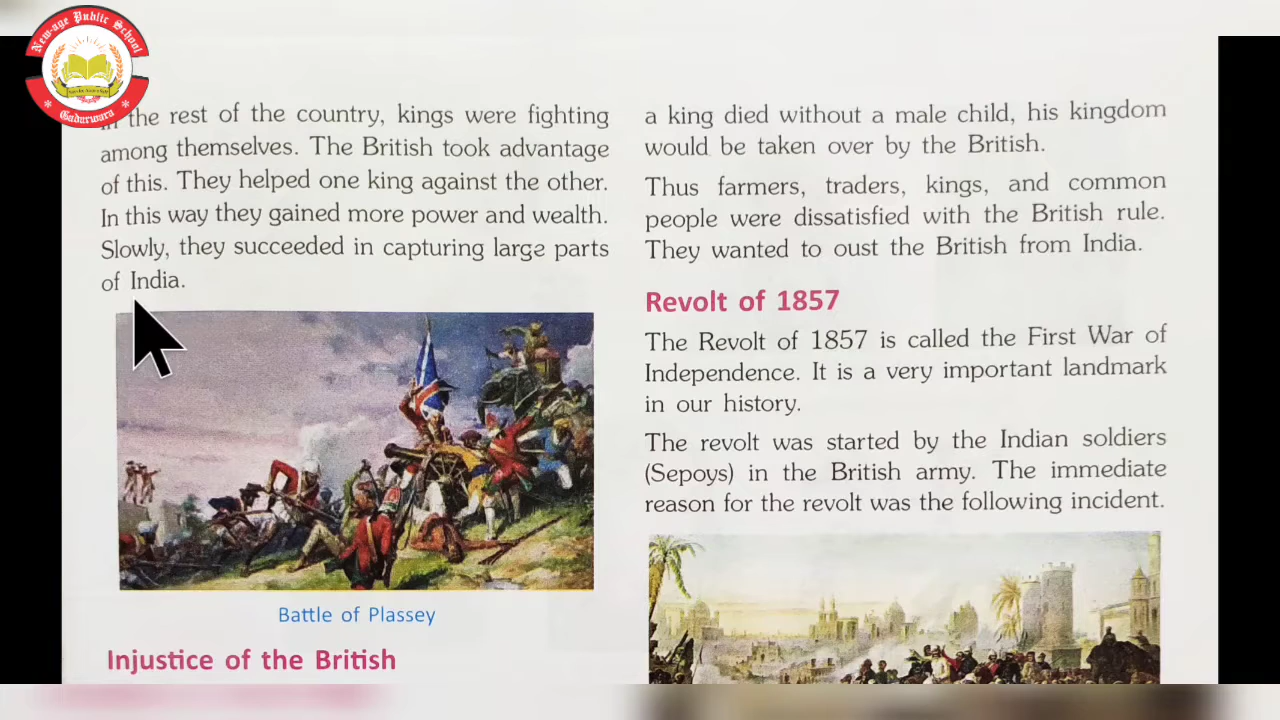 New-age Public School
Gadarwara
In the rest of the country, kings were fighting
among themselves. The British took advantage
of this. They helped one king against the other.
In this way they gained more power and wealth.
Slowly, they succeeded in capturing large parts
of India.
Battle of Plassey
Injustice of the British
a king died without a male child, his kingdom
would be taken over by the British.
Thus farmers, traders, kings, and common
people were dissatisfied with the British rule.
They wanted to oust the British from India.
Revolt of 1857
The Revolt of 1857 is called the First War of
Independence. It is a very important landmark
in our history.
The revolt was started by the Indian soldiers
(Sepoys) in the British army. The immediate
reason for the revolt was the following incident.